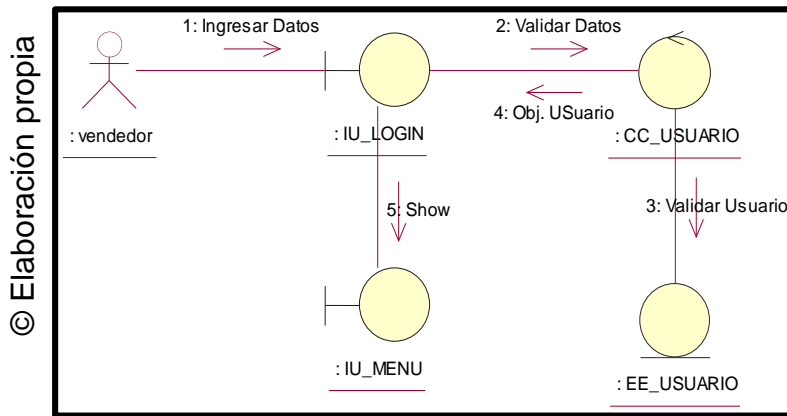 © Elaboración propia
1: Ingresar Datos
2: Validar Datos
4: Obj. USuario
: vendedor
: IU_LOGIN
: CC_USUARIO
5: Show
3: Validar Usuario
: IU_MENU
: EE_USUARIO